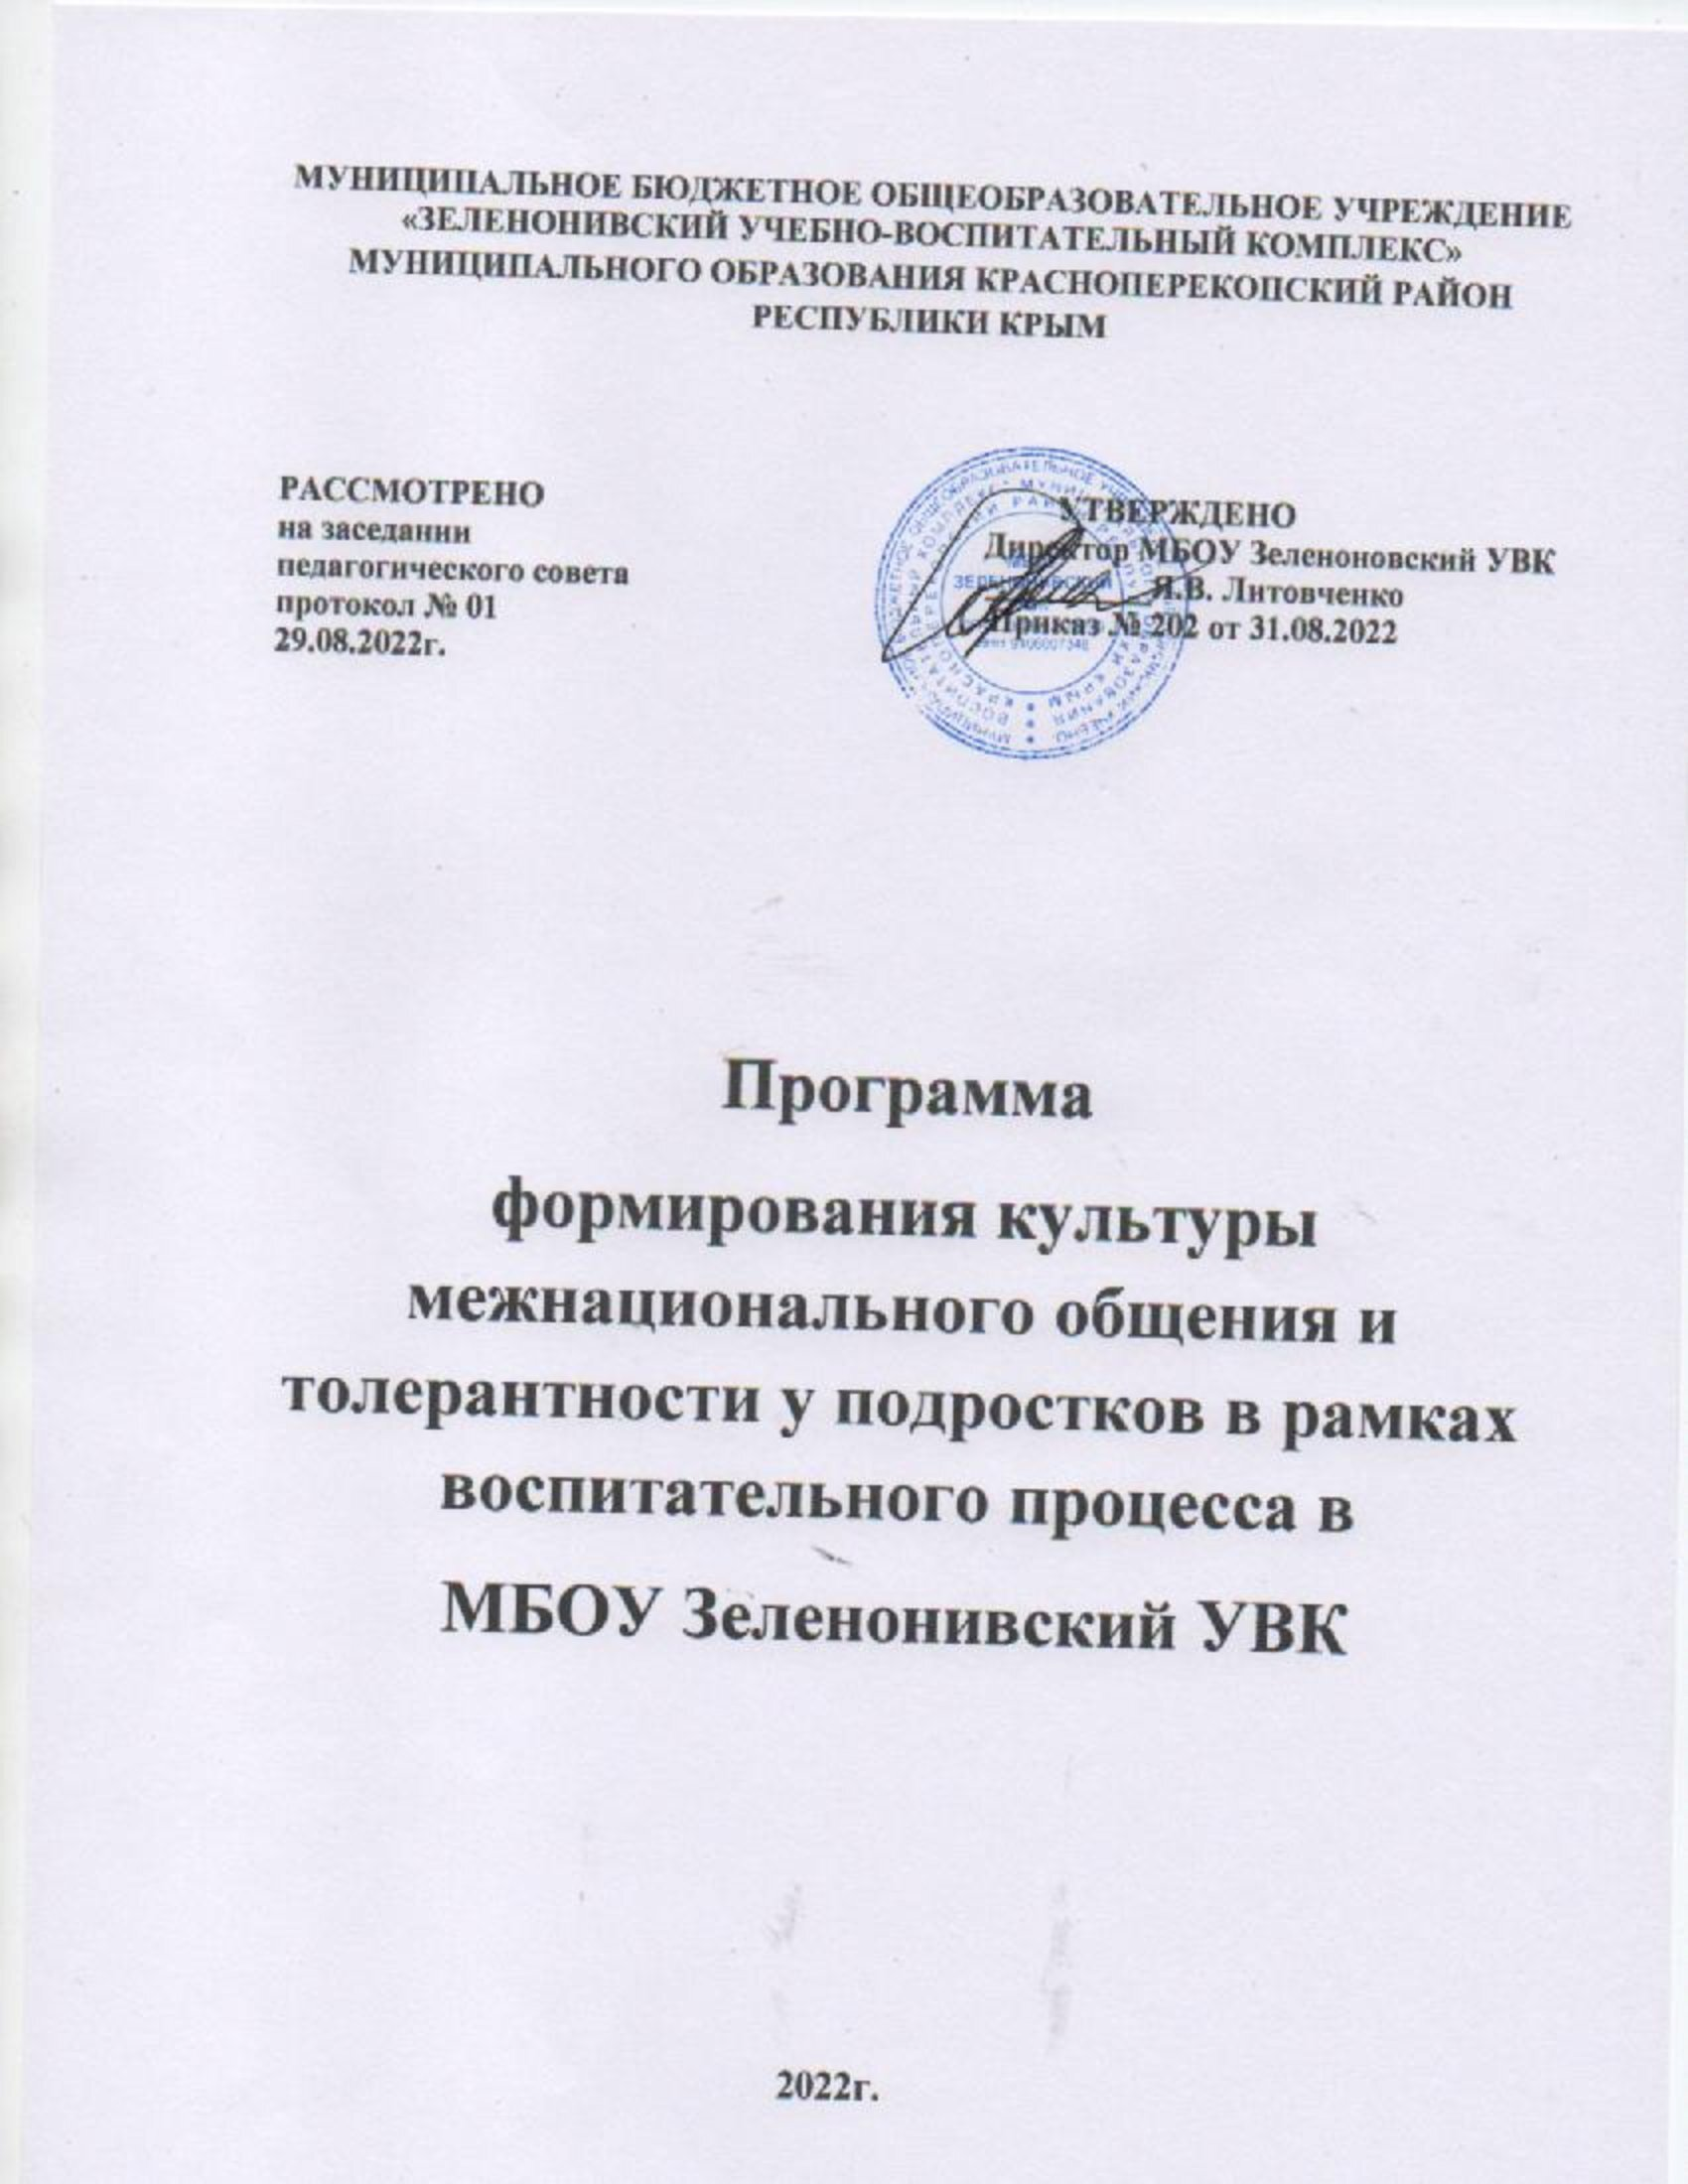 МУНИЦИПАЛЬНОЕ БЮДЖЕТНОЕ ОБЩЕОБРАЗОВАТЕЛЬНОЕ УЧРЕЖДЕНИЕ
«ЗЕЛЕНОНИВСКИЙ УЧЕБНО-ВОСПИТАТЕЛЬНЫЙ КОМПЛЕКС»
МУНИЦИПАЛЬНОГО ОБРАЗОВАНИЯ КРАСНОПЕРЕКОПСКИЙ РАЙОН
РЕСПУБЛИКИ КРЫМ
РАССМОТРЕНО
на заседании
педагогического совета
протокол № 01
29.08.2022г.
УТВЕРЖДЕНО
Директор МБОУ Зеленоновский УВК
Я.В. Литовченко
Приказ № 202 от 31.08.2022
Программа
формирования культуры
межнационального общения и
толерантности у подростков в рамках
воспитательного процесса в
МБОУ Зеленонивский УВК
2022г.